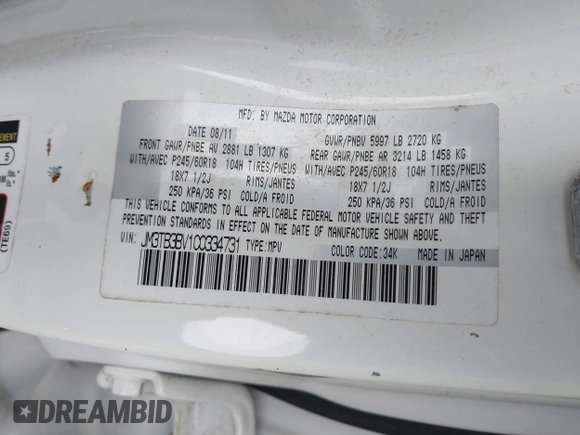 MFD. BY MAZDA MOTOR CORPORATION
DATE 08/11 GVWR/PNBV 5997 LB 2720 KG
FRONT GAWR/PNBE AV 2881 LB 1307 KG REAR GAWR/PNBE AR 3214 LB 1458 KG
WITH/AVEC P245/60R18 104H TIRES/PNEUS WITH/AVEC P245/60R18 104H TIRES/PNEUS
18X7 1/2J RIMS/JANTES 18X7 1/2J RIMS/JANTES
250 KPA/36 PSI COLD/A FROID 250 KPA/36 PSI COLD/A FROID
THIS VEHICLE CONFORMS TO ALL APPLICABLE FEDERAL MOTOR VEHICLE SAFETY AND THEFT
PREVENTION STANDARDS IN EFFECT ON THE DATE OF MANUFACTURE SHOWN ABOVE.
VIN: JM3TB3BV1C0334731 TYPE:MPV COLOR CODE:34K MADE IN JAPAN
5
(TE69)
DREAMBID